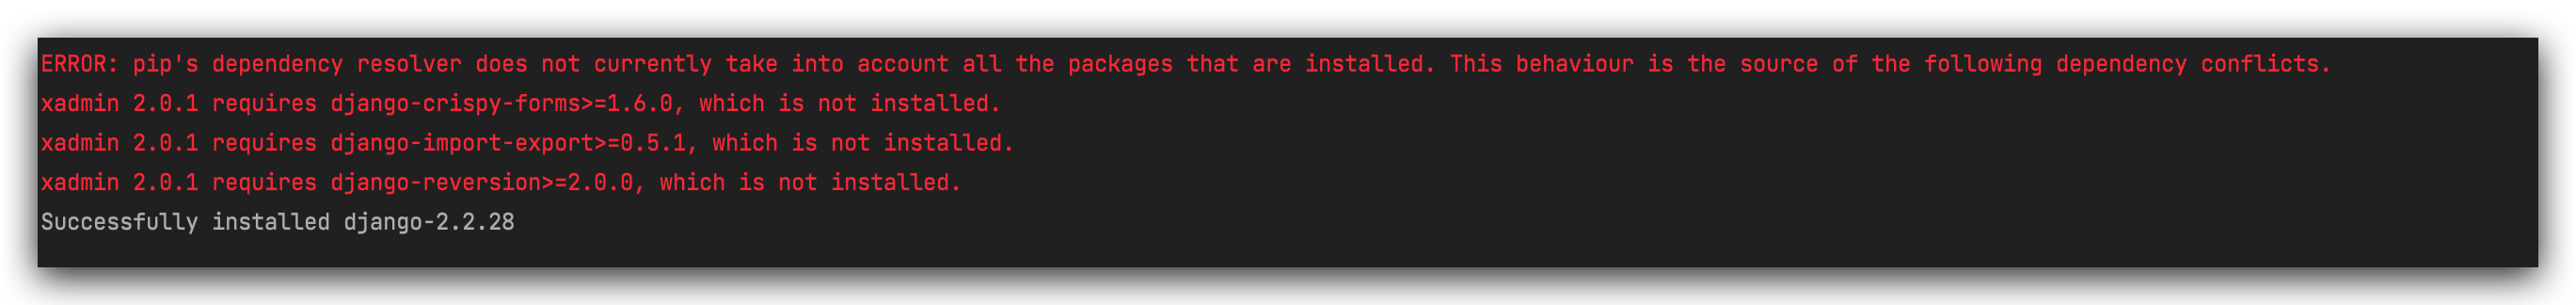 ERROR: pip's dependency resolver does not currently take into account all the packages that are installed. This behaviour is the source of the following dependency conflicts.
xadmin 2.0.1 requires django-crispy-forms>=1.6.0, which is not installed.
xadmin 2.0.1 requires django-import-export>=0.5.1, which is not installed.
xadmin 2.0.1 requires django-reversion>=2.0.0, which is not installed.
Successfully installed django-2.2.28